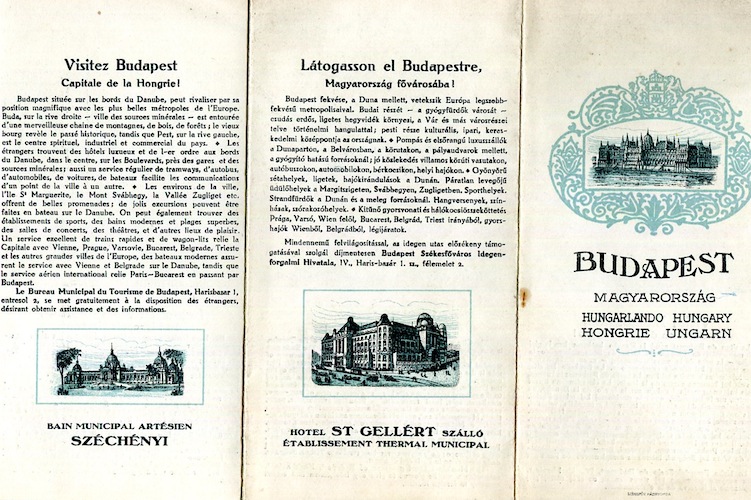 Visitez Budapest
Capitale de la Hongrie!
Budapest située sur les bords du Danube, peut rivaliser par sa
position magnifique avec les plus belles métropoles de l'Europe.
Buda, sur la rive droite — ville des sources minérales — est entourée
d'une merveilleuse chaîne de montagnes, de bois, de forêts; le vieux
bourg revèle le passé historique, tandis que Pest, sur la rive gauche,
est le centre spirituel, industriel et commercial du pays. ◆ Les
étrangers trouvent des hôtels luxueux et de I-er ordre aux bords
du Danube, dans le centre, sur les Boulevards, près des gares et des
sources minérales; aussi un service régulier de tramways, d'autobus,
d'automobiles, de voitures, de bateaux facilite les communications
d'un point de la ville à un autre. ◆ Les environs de la ville,
l'Ile St Marguerite, le Mont Svábhegy, la Vallée Zugliget etc.
offrent de belles promenades; de jolis excursions peuvent être
faites en bateau sur le Danube. On peut également trouver des
établissements de sports, des bains modernes et plages superbes,
des salles de concerts, des théâtres, et d'autres lieux de plaisir.
Un service excellent de trains rapides et de wagon-lits relie la
Capitale avec Vienne, Prague, Varsovie, Bucarest, Belgrade, Trieste
et les autres grandes villes de l'Europe, des bateaux modernes assu-
rent le service avec Vienne et Belgrade sur le Danube, tandis que
le service aérien international relie Paris—Bucarest en passant par
Budapest.
Le Bureau Municipal du Tourisme de Budapest, Harisbazar 1,
entresol 2, se met gratuitement à la disposition des étrangers,
désirant obtenir assistance et des informations.
BAIN MUNICIPAL ARTÉSIEN
SZÉCHÉNYI
Látogasson el Budapestre,
Magyarország fővárosába!
Budapest fekvése, a Duna mellett, vetekszik Európa legszebb-
fekvésű metropolisaival. Budai részét — a gyógyfürdők városát —
csudás erdős, ligetes hegyvidék környezi, a Vár és más városrészei
telve történelmi hangulattal; pesti része kulturális, ipari, keres-
kedelmi középpontja az országnak. ◆ Pompás és elsőrangú luxusszállók
a Dunaparton, a Belvárosban, a körutakon, a pályaudvarok mellett,
a gyógyító hatású forrásoknál; jó közlekedés villamos körúti vasutakon,
autóbuszokon, automobilokon, bérkocsikon, helyi hajókon. ◆ Gyönyörű
sétahelyek, ligetek, hajókirándulások a Dunán. Páratlan levegőjű
üdülőhelyek a Margitszigeten, Svábhegyen, Zugligetben. Sporthelyek.
Strandfürdők a Dunán és a meleg forrásoknál. Hangversenyek, szín-
házak, szórakozóhelyek. ◆ Kitűnő gyorsvonati és hálókocsiösszeköttetés
Prága, Varsó, Wien felől, Bucarest, Belgrád, Triest irányából, gyors-
hajók Wienből, Belgrádból, légijáratok.
Mindennemű felvilágosítással, az idegen utas előzékeny támo-
gatásával szolgál díjmentesen Budapest Székesfőváros Idegen-
forgalmi Hivatala, IV., Haris-bazár 1. sz., félemelet 2.
HOTEL ST GELLÉRT SZÁLLÓ
ÉTABLISSEMENT THERMAL MUNICIPAL
BUDAPEST
MAGYARORSZÁG
HUNGARLANDO HUNGARY
HONGRIE UNGARN